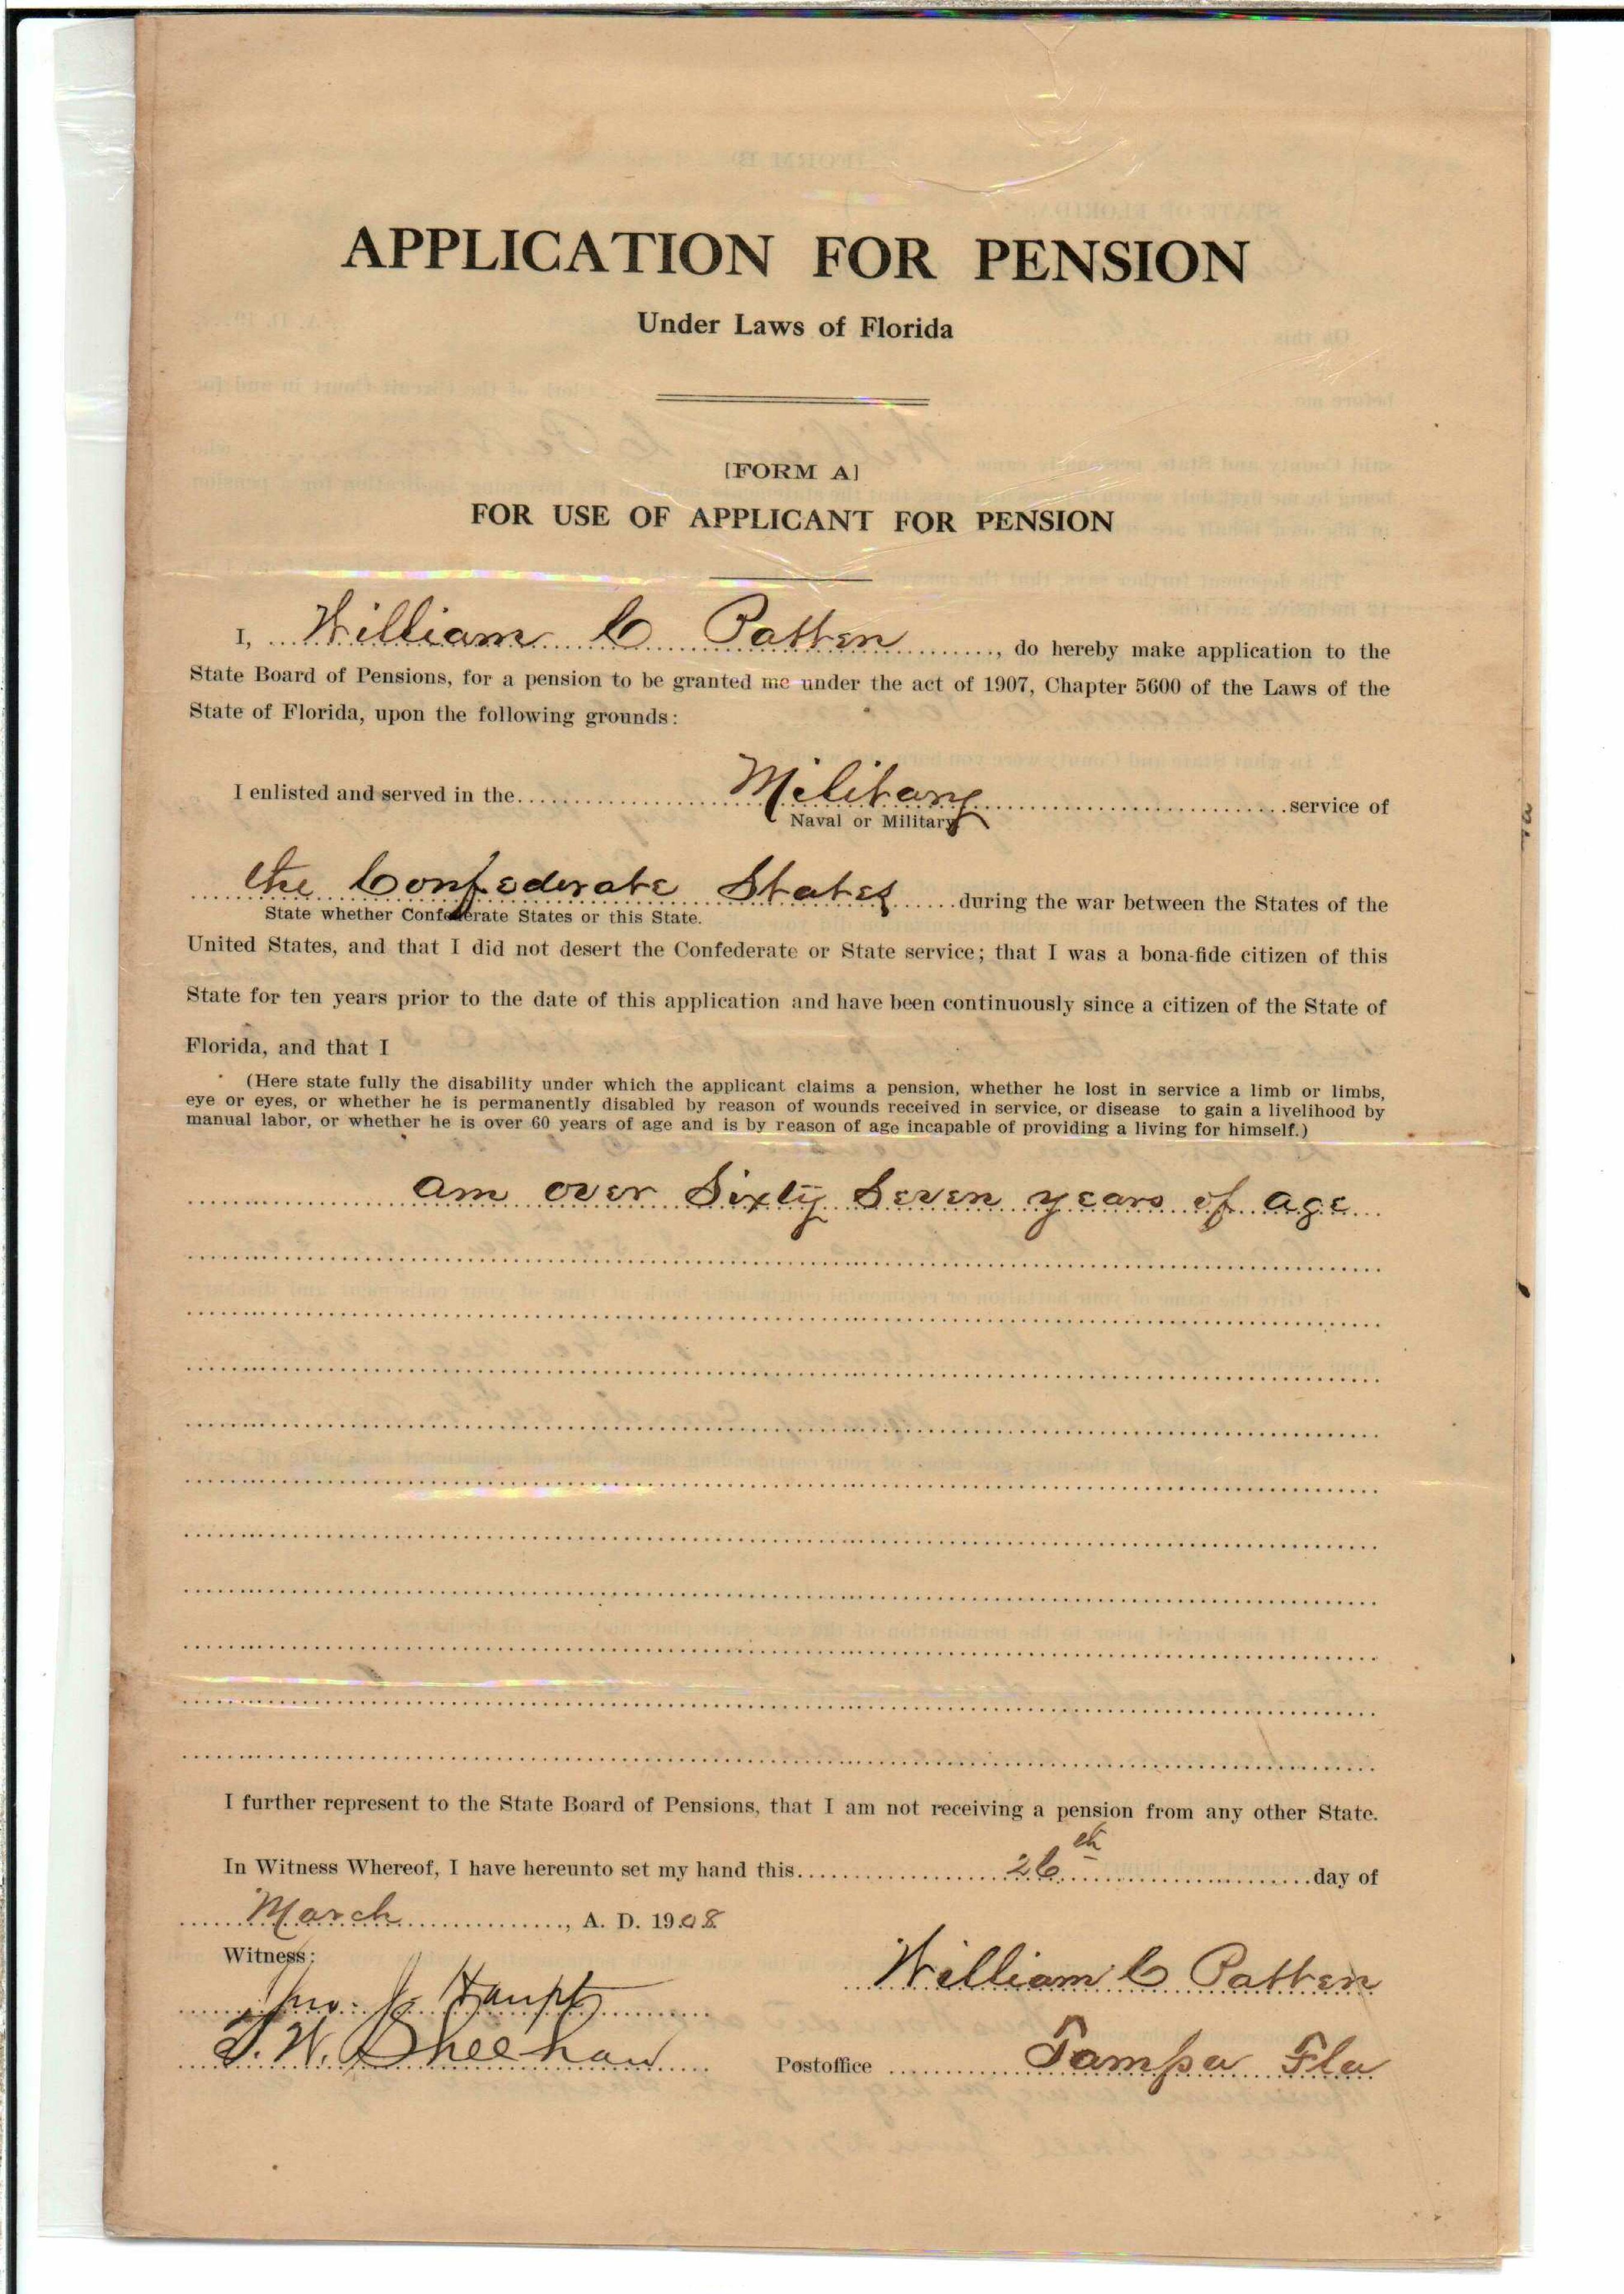 APPLICATION FOR PENSION
Under Laws of Florida
[FORM A]
FOR USE OF APPLICANT FOR PENSION
I, William C Patten, do hereby make application to the
State Board of Pensions, for a pension to be granted me under the act of 1907, Chapter 5600 of the Laws of the
State of Florida, upon the following grounds:
I enlisted and served in the Military service of
Naval or Military
the Confederate States during the war between the States of the
State whether Confederate States or this State.
United States, and that I did not desert the Confederate or State service; that I was a bona-fide citizen of this
State for ten years prior to the date of this application and have been continuously since a citizen of the State of
Florida, and that I
(Here state fully the disability under which the applicant claims a pension, whether he lost in service a limb or limbs,
eye or eyes, or whether he is permanently disabled by reason of wounds received in service, or disease to gain a livelihood by
manual labor, or whether he is over 60 years of age and is by reason of age incapable of providing a living for himself.)
am over Sixty Seven years of age
I further represent to the State Board of Pensions, that I am not receiving a pension from any other State.
In Witness Whereof, I have hereunto set my hand this 26th day of
March, A. D. 1908
Witness:
William C Patten
Jno. J. Haupt
T. W. Sheehan
Postoffice Tampa Fla